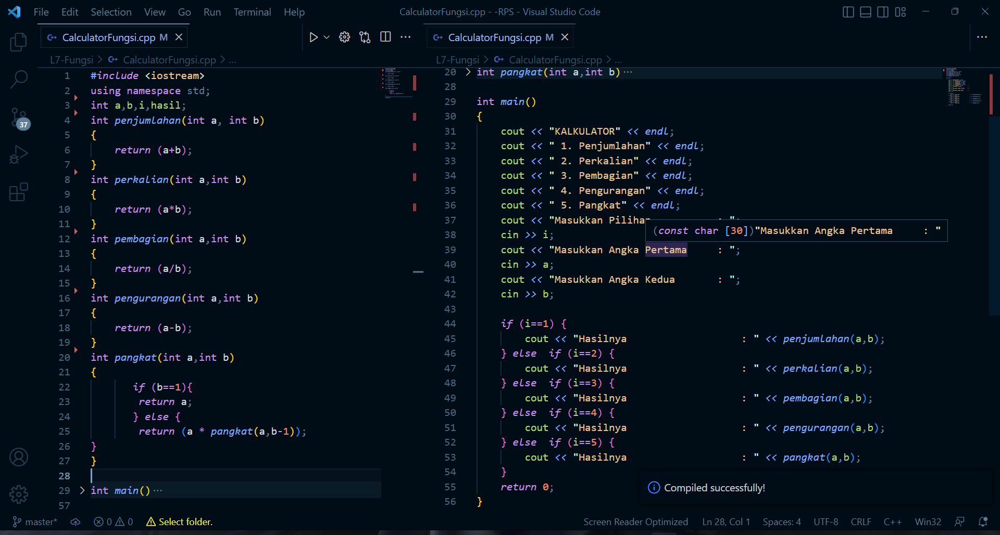 File Edit Selection View Go Run Terminal Help CalculatorFungsi.cpp - -RPS - Visual Studio Code
CalculatorFungsi.cpp M
L7-Fungsi > CalculatorFungsi.cpp > ...
37
1 #include <iostream>
2 using namespace std;
3 int a,b,i,hasil;
4 int penjumlahan(int a, int b)
5 {
6 return (a+b);
7 }
8 int perkalian(int a,int b)
9 {
10 return (a*b);
11 }
12 int pembagian(int a,int b)
13 {
14 return (a/b);
15 }
16 int pengurangan(int a,int b)
17 {
18 return (a-b);
19 }
20 int pangkat(int a,int b)
21 {
22 if (b==1){
23 return a;
24 } else {
25 return (a * pangkat(a,b-1));
26 }
27 }
28
29 > int main()···
57
CalculatorFungsi.cpp M
L7-Fungsi > CalculatorFungsi.cpp > ...
20 > int pangkat(int a,int b)···
28
29 int main()
30 {
31 cout << "KALKULATOR" << endl;
32 cout << " 1. Penjumlahan" << endl;
33 cout << " 2. Perkalian" << endl;
34 cout << " 3. Pembagian" << endl;
35 cout << " 4. Pengurangan" << endl;
36 cout << " 5. Pangkat" << endl;
37 cout << "Masukkan Pilihan : ";
(const char [30])"Masukkan Angka Pertama : "
38 cin >> i;
39 cout << "Masukkan Angka Pertama : ";
40 cin >> a;
41 cout << "Masukkan Angka Kedua : ";
42 cin >> b;
43
44 if (i==1) {
45 cout << "Hasilnya : " << penjumlahan(a,b);
46 } else if (i==2) {
47 cout << "Hasilnya : " << perkalian(a,b);
48 } else if (i==3) {
49 cout << "Hasilnya : " << pembagian(a,b);
50 } else if (i==4) {
51 cout << "Hasilnya : " << pengurangan(a,b);
52 } else if (i==5) {
53 cout << "Hasilnya : " << pangkat(a,b);
54 }
55 return 0;
56 }
Compiled successfully!
master* 0 0 Select folder. Screen Reader Optimized Ln 28, Col 1 Spaces: 4 UTF-8 CRLF C++ Win32